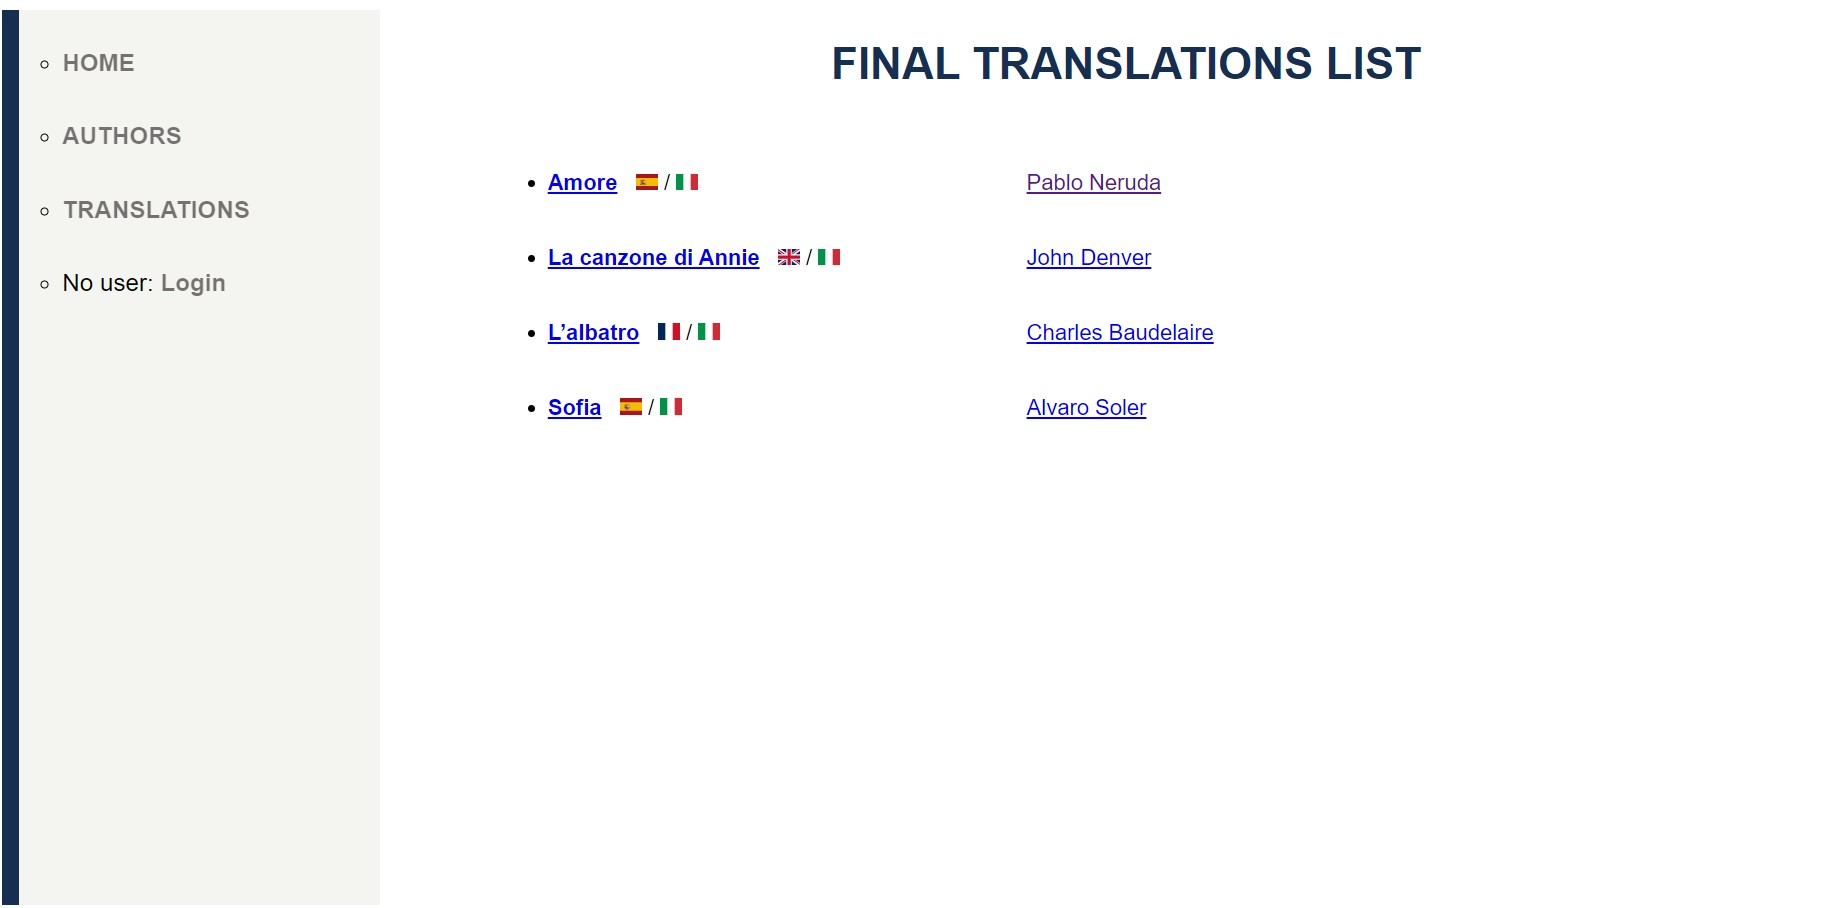 HOME
AUTHORS
TRANSLATIONS
No user: Login
FINAL TRANSLATIONS LIST
Amore / Pablo Neruda
La canzone di Annie / John Denver
L’albatro / Charles Baudelaire
Sofia / Alvaro Soler